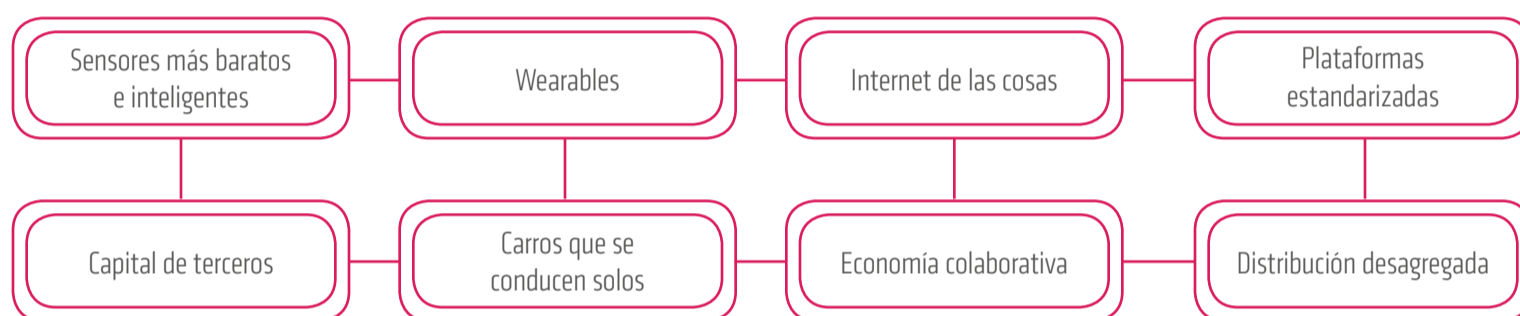 Sensores más baratos
e inteligentes
Wearables
Internet de las cosas
Plataformas
estandarizadas
Capital de terceros
Carros que se
conducen solos
Economía colaborativa
Distribución desagregada